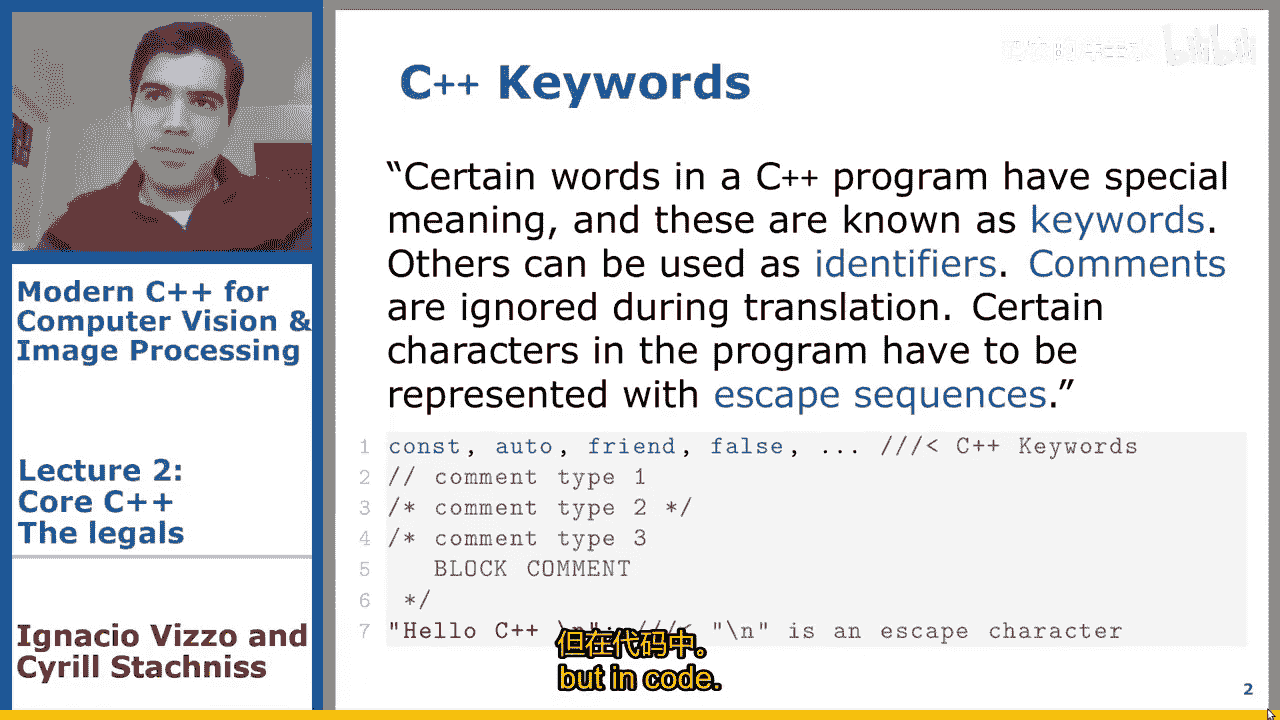 C++ Keywords
“Certain words in a C++ program have special
meaning, and these are known as keywords.
Others can be used as identifiers. Comments
are ignored during translation. Certain
characters in the program have to be
represented with escape sequences.”
1 const, auto, friend, false, ... ///< C++ Keywords
2 // comment type 1
3 /* comment type 2 */
4 /* comment type 3
5 BLOCK COMMENT
6 */
7 "Hello C++ \n"; ///< "\n" is an escape character
但在代码中。
but in code.
2
Modern C++ for
Computer Vision &
Image Processing
Lecture 2:
Core C++
The legals
Ignacio Vizzo and
Cyrill Stachniss